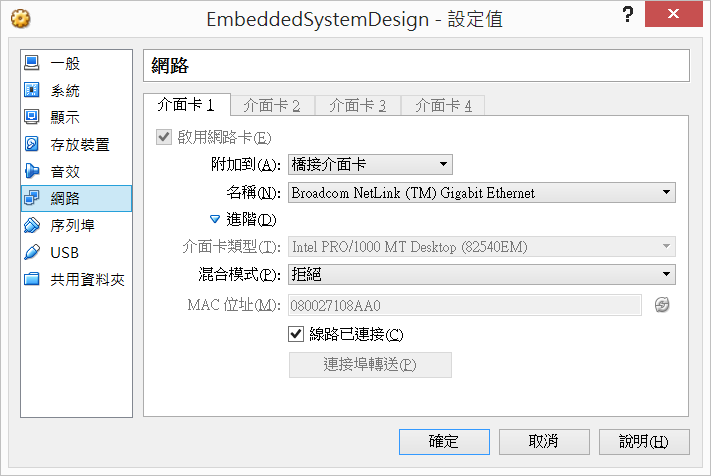 EmbeddedSystemDesign - 設定值
?
一般
系統
顯示
存放裝置
音效
網路
序列埠
USB
共用資料夾
網路
介面卡 1 介面卡 2 介面卡 3 介面卡 4
啟用網路卡(E)
附加到(A): 橋接介面卡
名稱(N): Broadcom NetLink (TM) Gigabit Ethernet
進階(D)
介面卡類型(T): Intel PRO/1000 MT Desktop (82540EM)
混合模式(P): 拒絕
MAC 位址(M): 080027108AA0
線路已連接(C)
連接埠轉送(P)
確定 取消 說明(H)